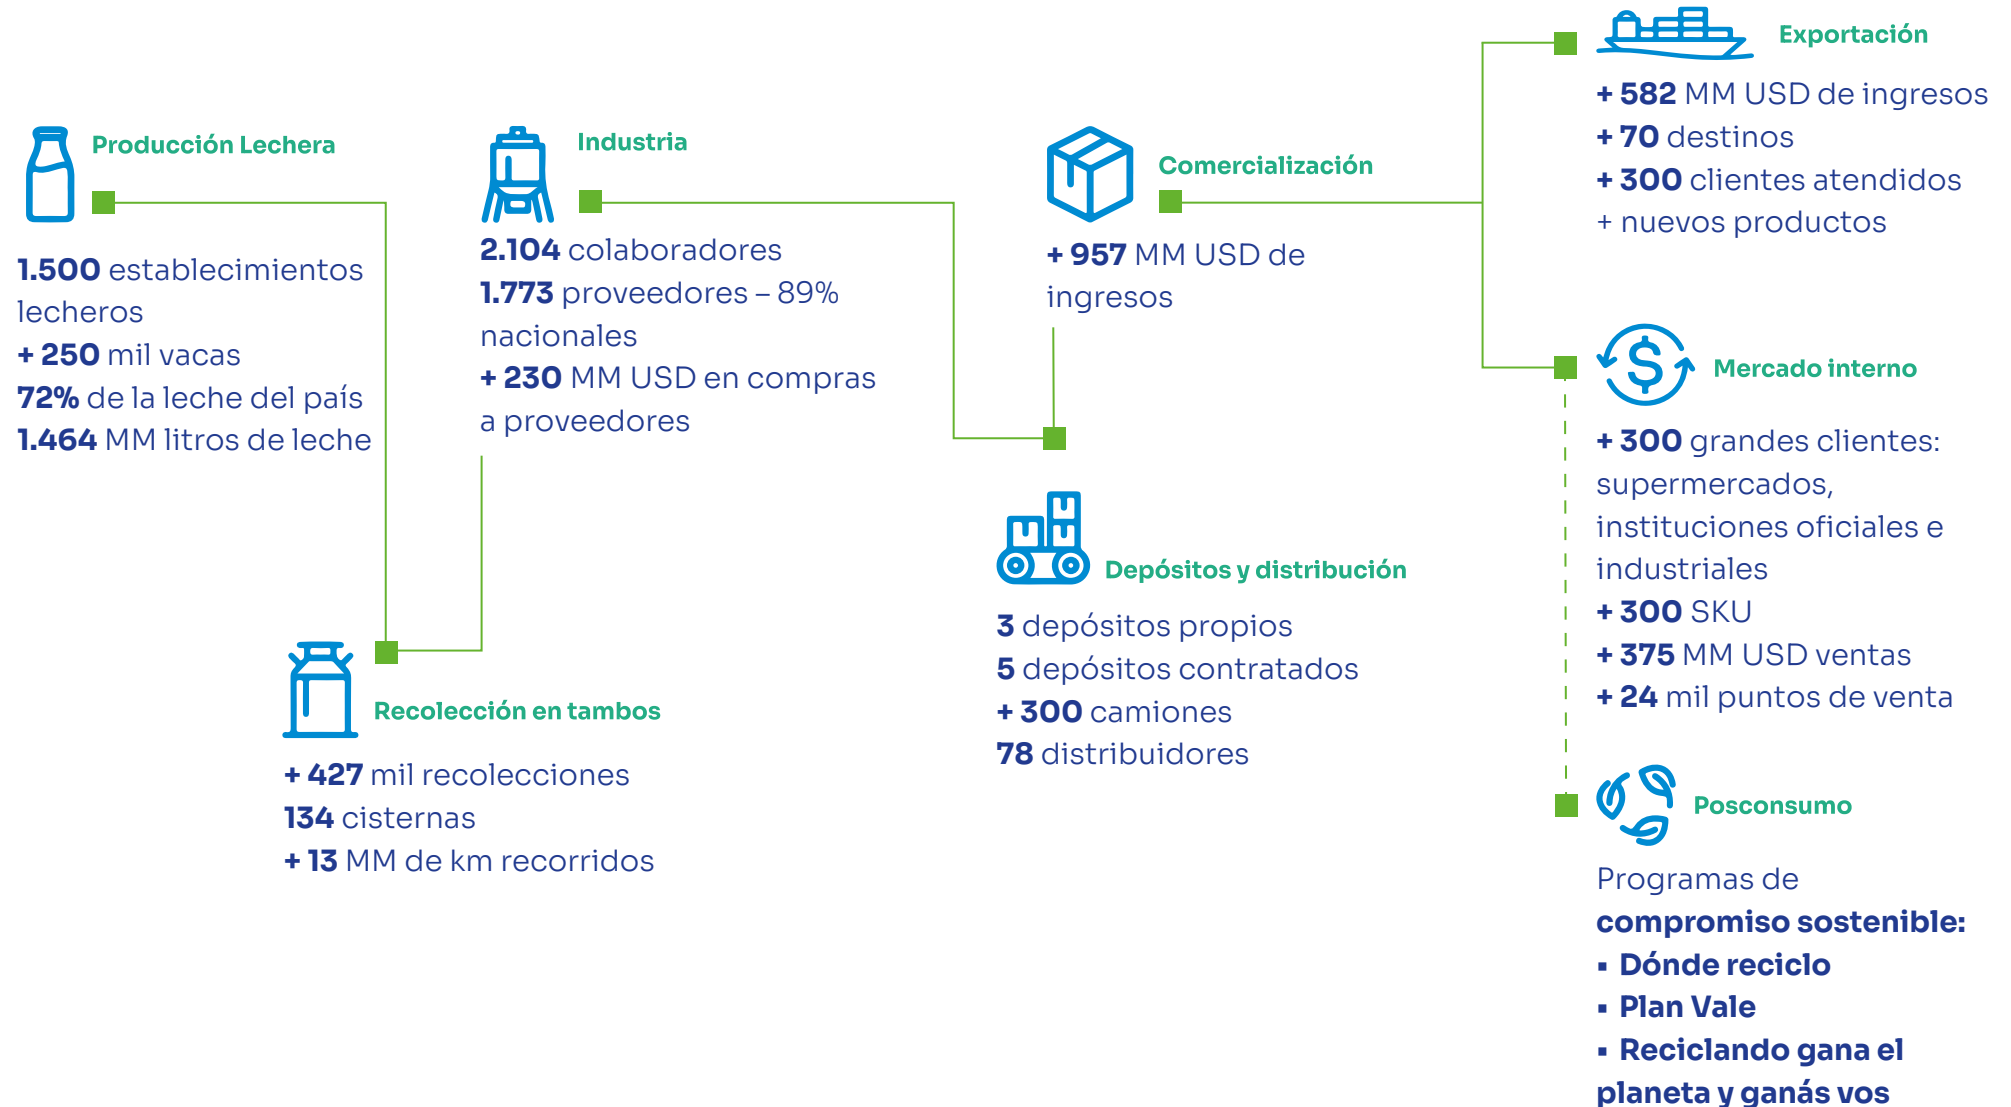 Producción Lechera
1.500 establecimientos
lecheros
+ 250 mil vacas
72% de la leche del país
1.464 MM litros de leche
Recolección en tambos
+ 427 mil recolecciones
134 cisternas
+ 13 MM de km recorridos
Industria
2.104 colaboradores
1.773 proveedores – 89%
nacionales
+ 230 MM USD en compras
a proveedores
Depósitos y distribución
3 depósitos propios
5 depósitos contratados
+ 300 camiones
78 distribuidores
Comercialización
+ 957 MM USD de
ingresos
Exportación
+ 582 MM USD de ingresos
+ 70 destinos
+ 300 clientes atendidos
+ nuevos productos
Mercado interno
+ 300 grandes clientes:
supermercados,
instituciones oficiales e
industriales
+ 300 SKU
+ 375 MM USD ventas
+ 24 mil puntos de venta
Posconsumo
Programas de
compromiso sostenible:
▪ Dónde reciclo
▪ Plan Vale
▪ Reciclando gana el
planeta y ganás vos